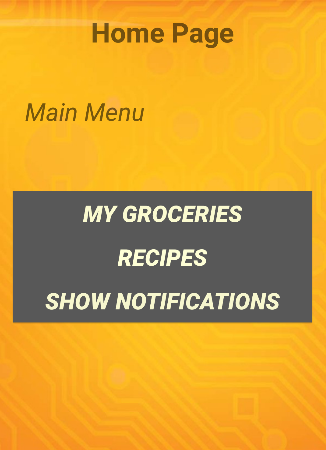 Home Page
Main Menu
MY GROCERIES
RECIPES
SHOW NOTIFICATIONS